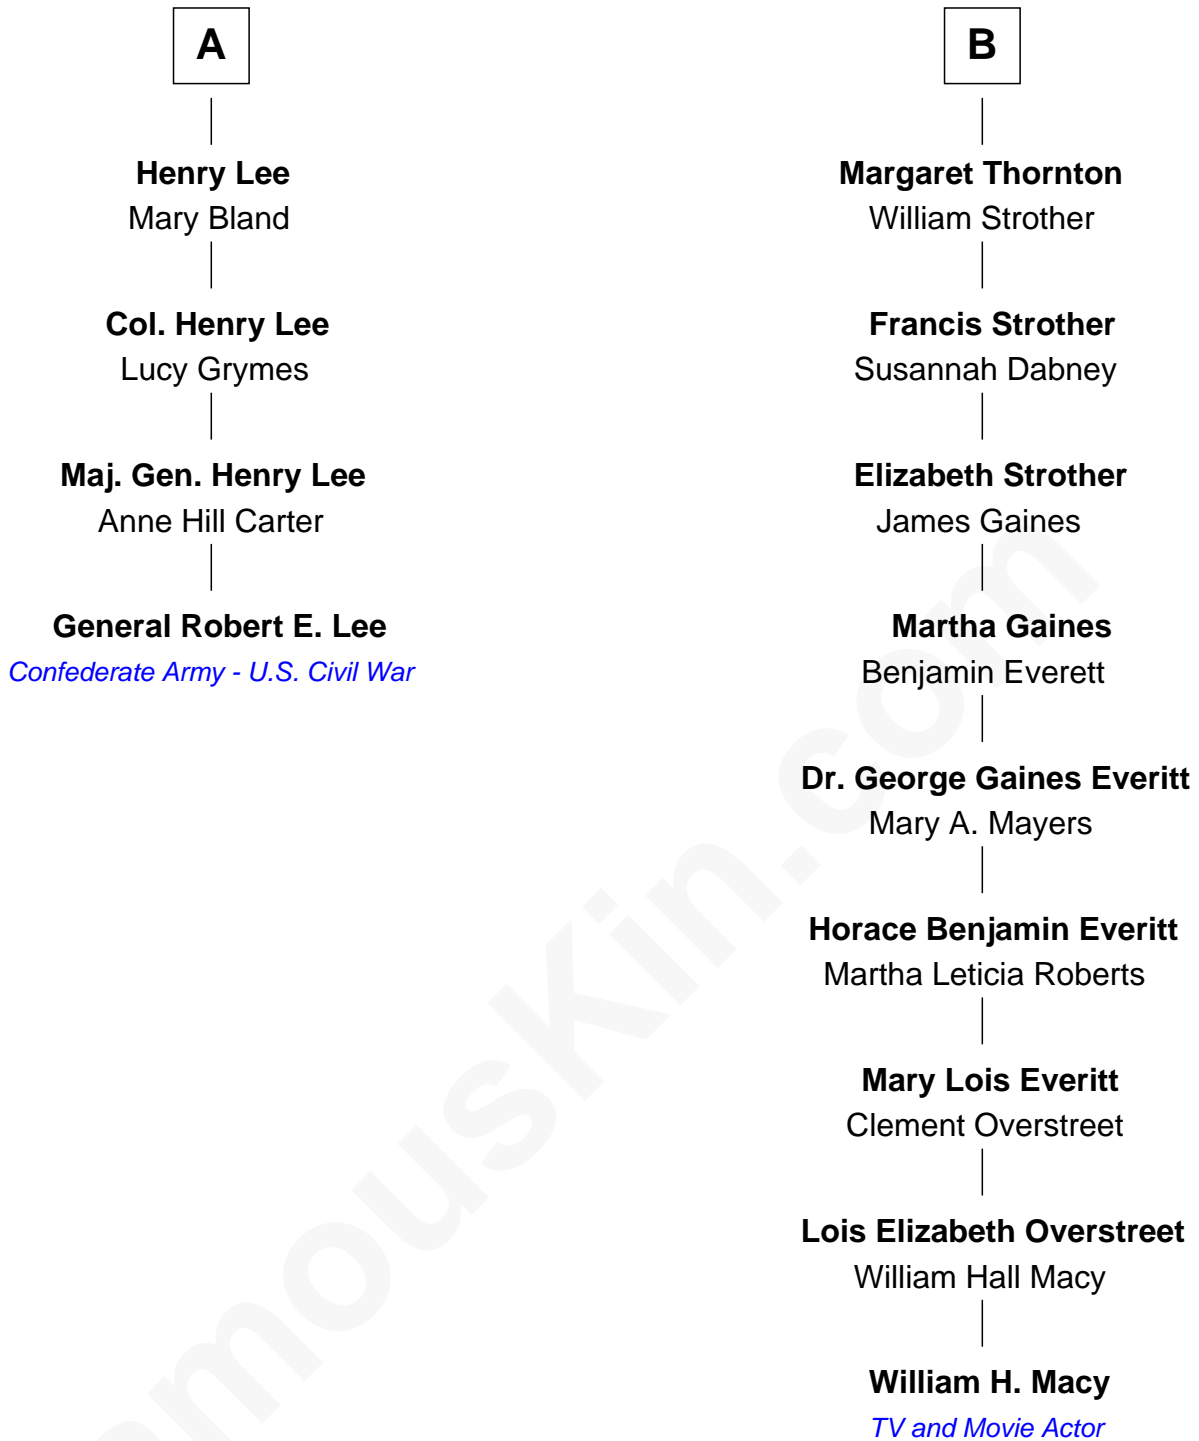 A
Henry Lee
Mary Bland
Col. Henry Lee
Lucy Grymes
Maj. Gen. Henry Lee
Anne Hill Carter
General Robert E. Lee
Confederate Army - U.S. Civil War
B
Margaret Thornton
William Strother
Francis Strother
Susannah Dabney
Elizabeth Strother
James Gaines
Martha Gaines
Benjamin Everett
Dr. George Gaines Everitt
Mary A. Mayers
Horace Benjamin Everitt
Martha Leticia Roberts
Mary Lois Everitt
Clement Overstreet
Lois Elizabeth Overstreet
William Hall Macy
William H. Macy
TV and Movie Actor
amousKin.com